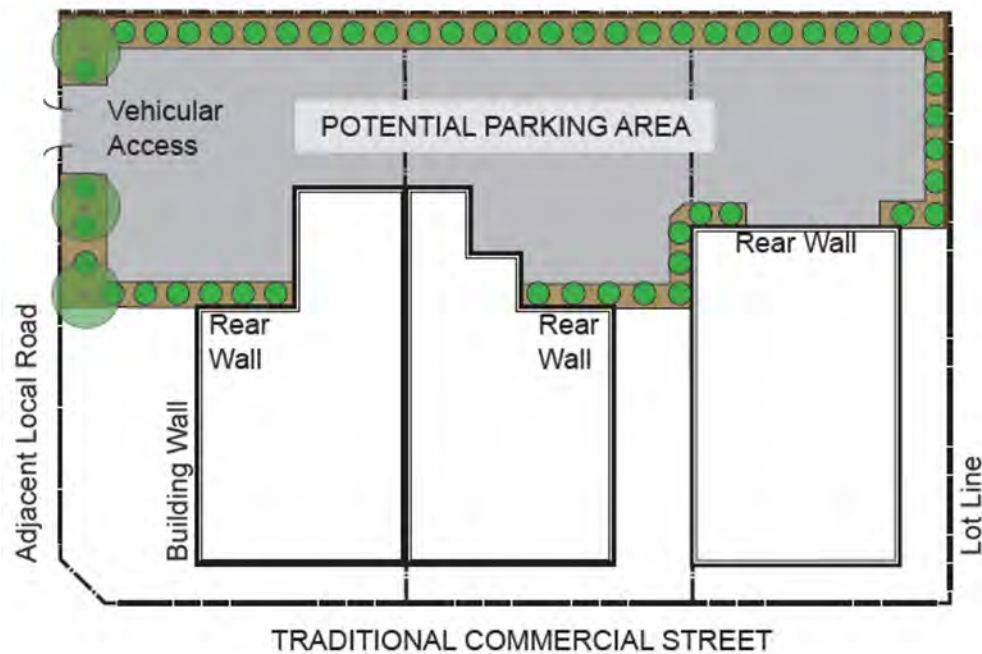 Vehicular
Access
POTENTIAL PARKING AREA
Rear Wall
Rear
Wall
Rear
Wall
Adjacent Local Road
Building Wall
Lot Line
TRADITIONAL COMMERCIAL STREET